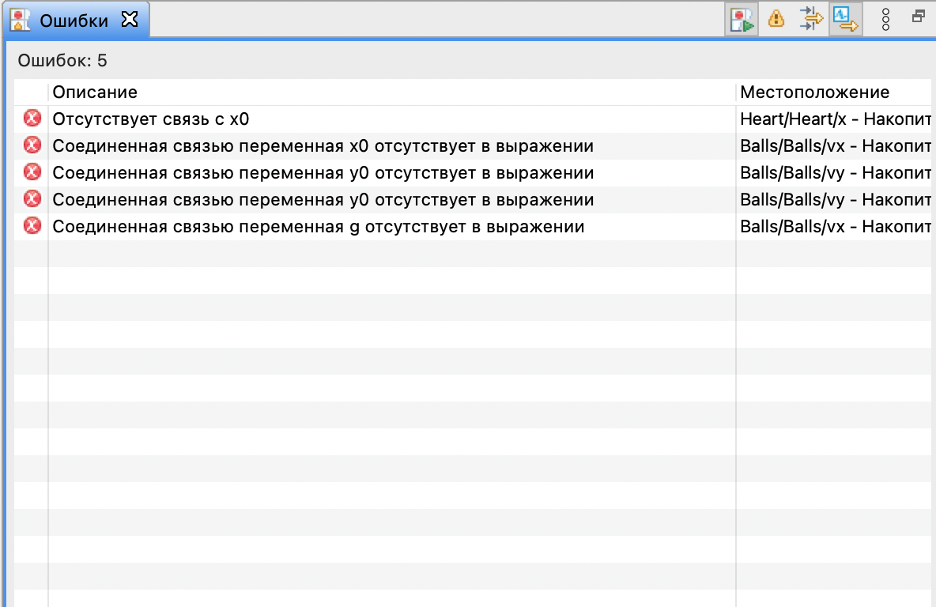 Ошибки
Ошибок: 5
Описание Местоположение
Отсутствует связь с x0 Heart/Heart/x - Накопит
Соединенная связью переменная x0 отсутствует в выражении Balls/Balls/vx - Накопит
Соединенная связью переменная y0 отсутствует в выражении Balls/Balls/vy - Накопит
Соединенная связью переменная y0 отсутствует в выражении Balls/Balls/vy - Накопит
Соединенная связью переменная g отсутствует в выражении Balls/Balls/vx - Накопит